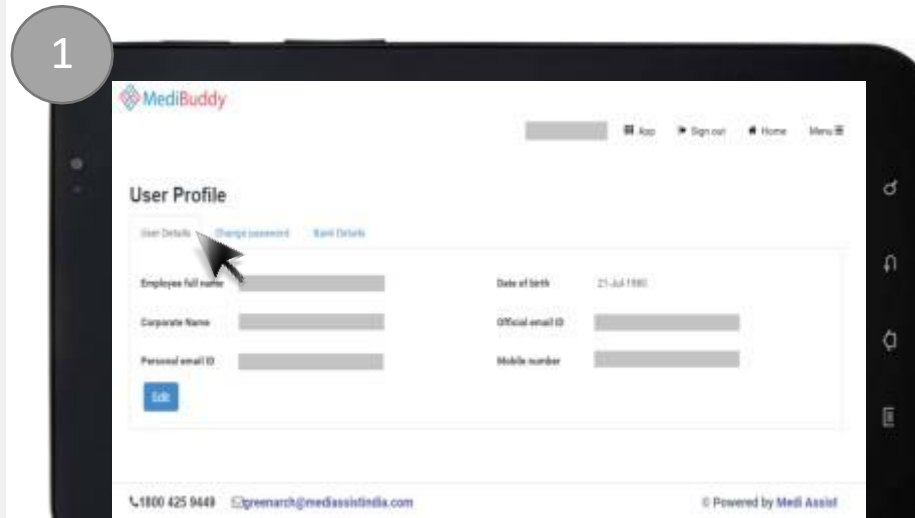 1
MediBuddy
App Sign out Home Menu
User Profile
User Details Change password Bank Details
Employee full name Date of birth 21-Jul-1980
Corporate Name Official email ID
Personal email ID Mobile number
Edit
1800 425 9449 greenarch@mediassistindia.com © Powered by Medi Assist